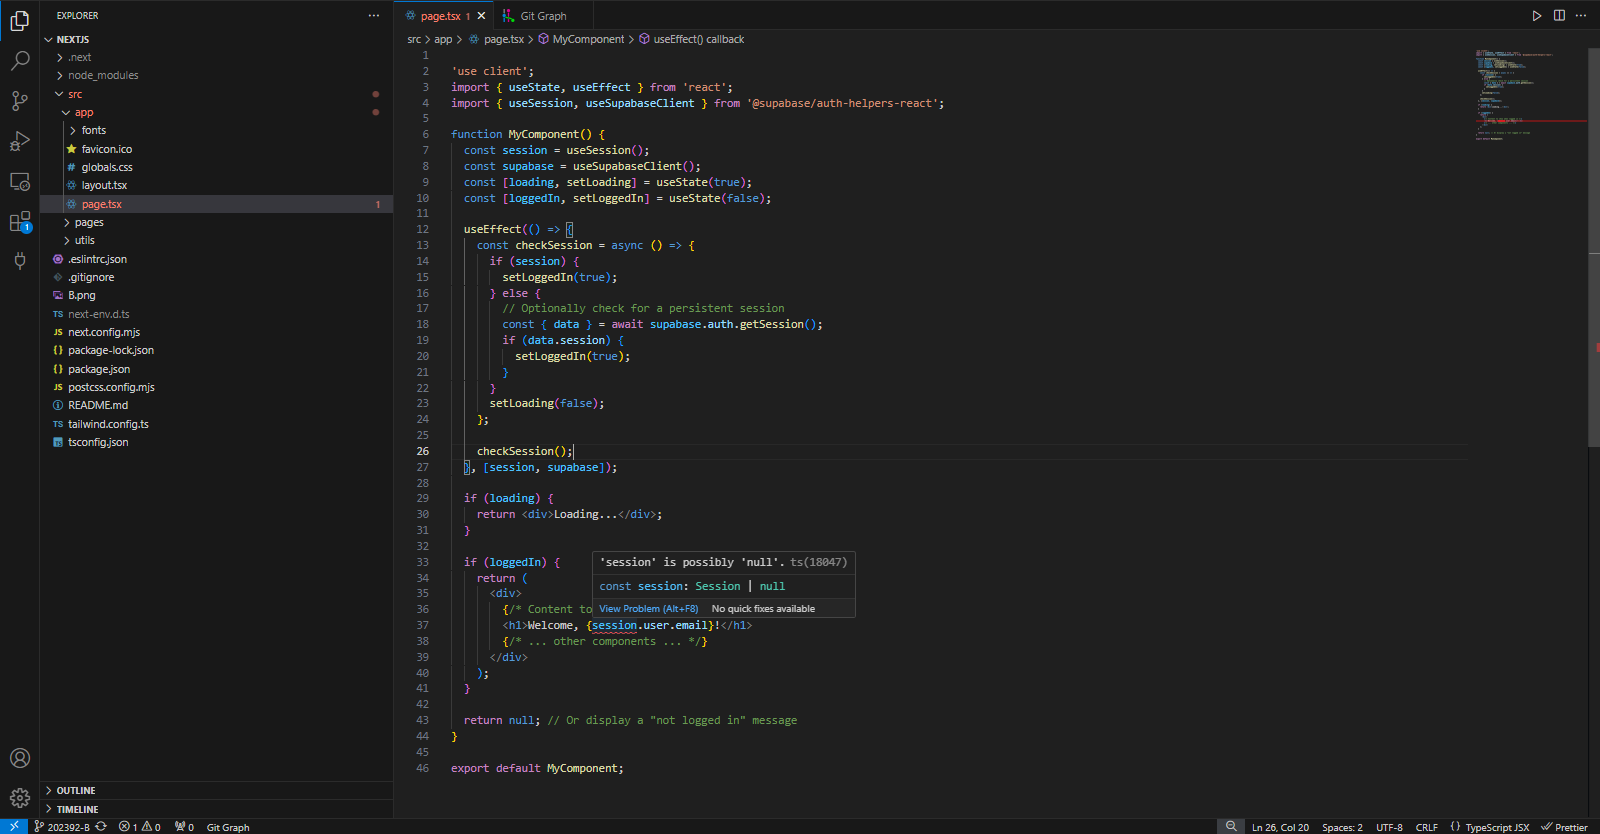 EXPLORER
NEXTJS
.next
node_modules
src
app
fonts
favicon.ico
# globals.css
layout.tsx
page.tsx 1
pages
utils
.eslintrc.json
.gitignore
B.png
TS next-env.d.ts
JS next.config.mjs
{} package-lock.json
{} package.json
JS postcss.config.mjs
README.md
TS tailwind.config.ts
tsconfig.json
OUTLINE
TIMELINE
1
page.tsx 1
Git Graph
src > app > page.tsx > MyComponent > useEffect() callback
1
2 'use client';
3 import { useState, useEffect } from 'react';
4 import { useSession, useSupabaseClient } from '@supabase/auth-helpers-react';
5
6 function MyComponent() {
7 const session = useSession();
8 const supabase = useSupabaseClient();
9 const [loading, setLoading] = useState(true);
10 const [loggedIn, setLoggedIn] = useState(false);
11
12 useEffect(() => {
13 const checkSession = async () => {
14 if (session) {
15 setLoggedIn(true);
16 } else {
17 // Optionally check for a persistent session
18 const { data } = await supabase.auth.getSession();
19 if (data.session) {
20 setLoggedIn(true);
21 }
22 }
23 setLoading(false);
24 };
25
26 checkSession();
27 }, [session, supabase]);
28
29 if (loading) {
30 return <div>Loading...</div>;
31 }
32
33 if (loggedIn) {
34 return (
35 <div>
36 {/* Content to
37 <h1>Welcome, {session.user.email}!</h1>
38 {/* ... other components ... */}
39 </div>
40 );
41 }
42
43 return null; // Or display a "not logged in" message
44 }
45
46 export default MyComponent;
'session' is possibly 'null'. ts(18047)
const session: Session | null
View Problem (Alt+F8) No quick fixes available
202392-B 1 0 0 Git Graph
Ln 26, Col 20 Spaces: 2 UTF-8 CRLF {} TypeScript JSX Prettier